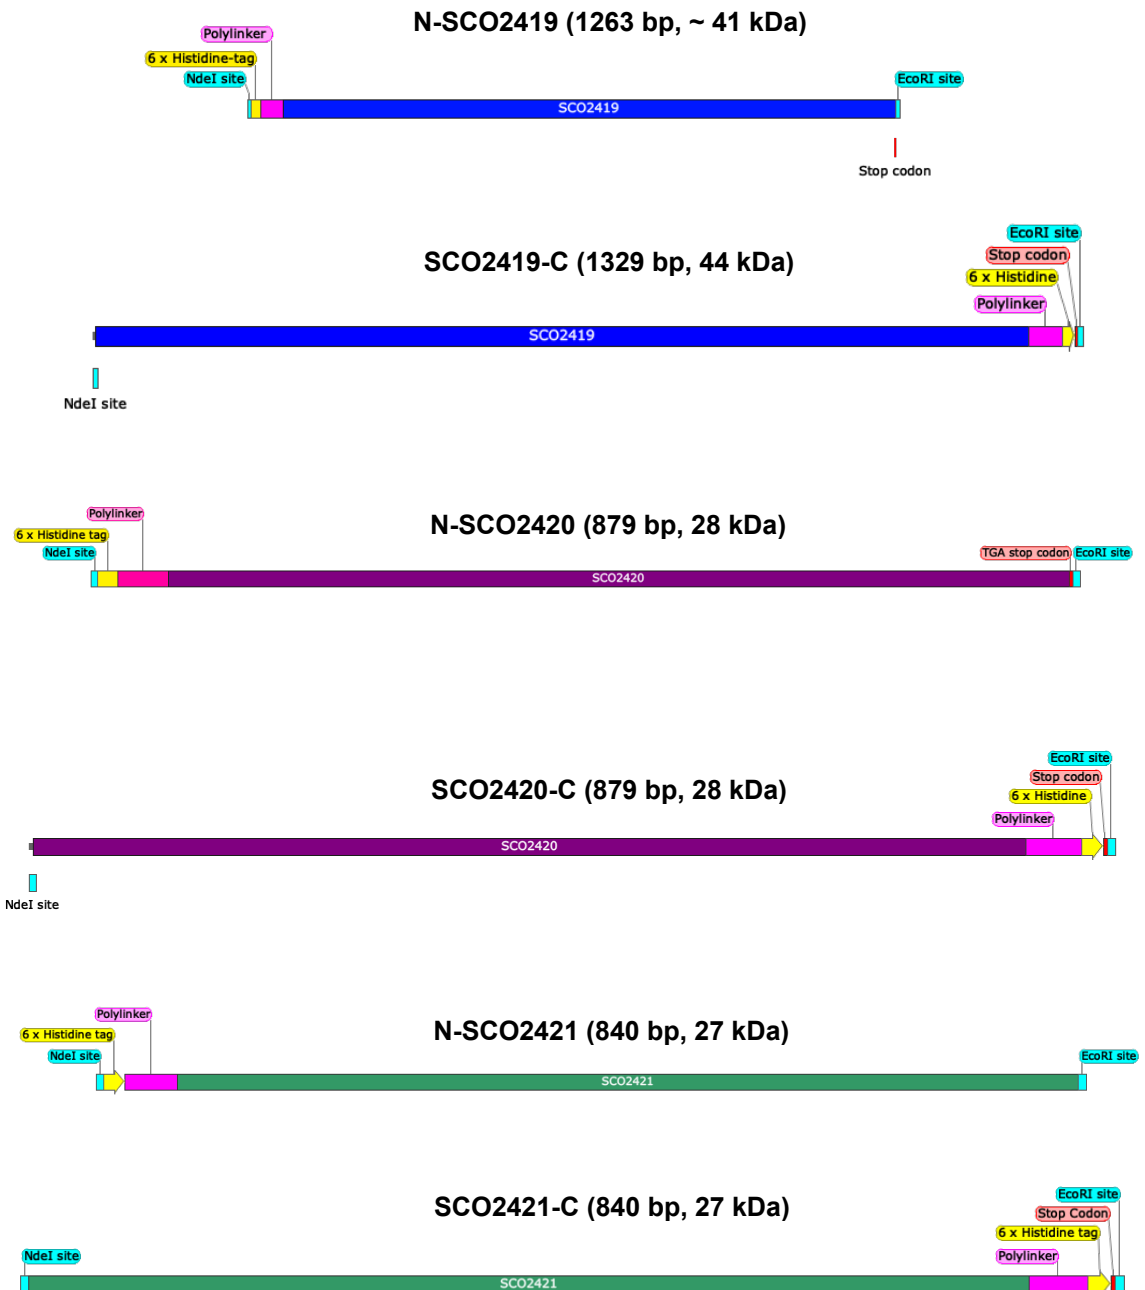 N-SCO2419 (1263 bp, ~ 41 kDa)
Polylinker
6 x Histidine-tag
NdeI site
EcoRI site
SCO2419
Stop codon
EcoRI site
SCO2419-C (1329 bp, 44 kDa)
Stop codon
6 x Histidine
Polylinker
SCO2419
NdeI site
Polylinker
N-SCO2420 (879 bp, 28 kDa)
6 x Histidine tag
NdeI site
TGA stop codon
EcoRI site
SCO2420
EcoRI site
Stop codon
SCO2420-C (879 bp, 28 kDa)
6 x Histidine
Polylinker
SCO2420
NdeI site
Polylinker
N-SCO2421 (840 bp, 27 kDa)
6 x Histidine tag
NdeI site
EcoRI site
SCO2421
EcoRI site
SCO2421-C (840 bp, 27 kDa)
Stop Codon
6 x Histidine tag
NdeI site
Polylinker
SCO2421